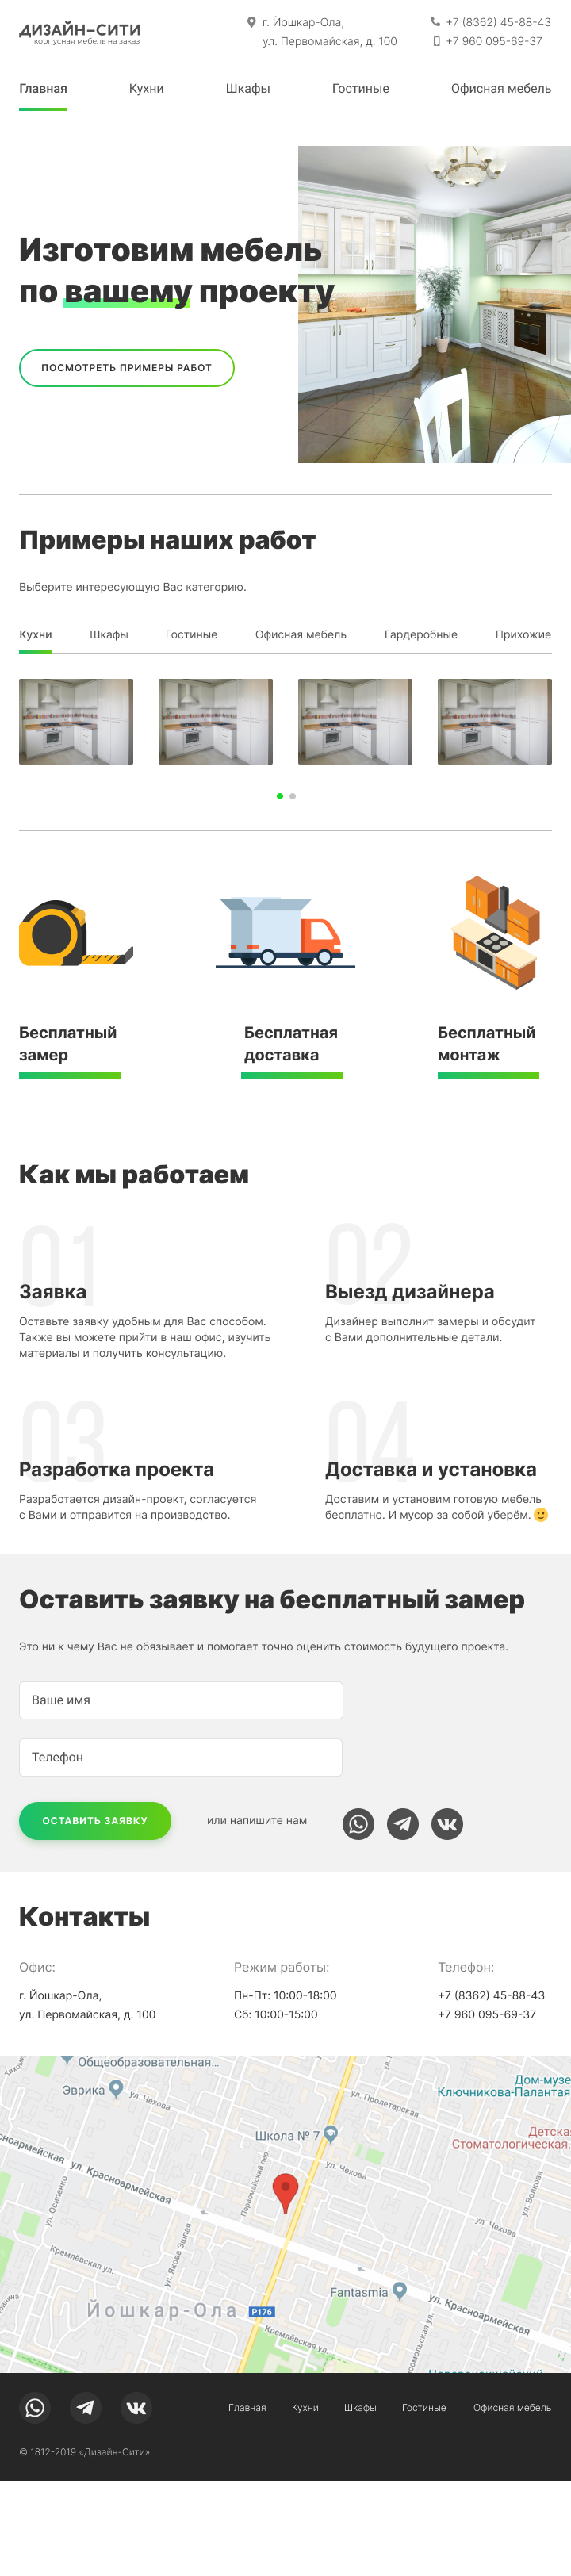 ДИЗАЙН-СИТИ
корпусная мебель на заказ
г. Йошкар-Ола,
ул. Первомайская, д. 100
+7 (8362) 45-88-43
+7 960 095-69-37
Главная
Кухни
Шкафы
Гостиные
Офисная мебель
Изготовим мебель
по вашему проекту
ПОСМОТРЕТЬ ПРИМЕРЫ РАБОТ
Примеры наших работ
Выберите интересующую Вас категорию.
Кухни
Шкафы
Гостиные
Офисная мебель
Гардеробные
Прихожие
Бесплатный
замер
Бесплатная
доставка
Бесплатный
монтаж
Как мы работаем
01
Заявка
Оставьте заявку удобным для Вас способом.
Также вы можете прийти в наш офис, изучить
материалы и получить консультацию.
02
Выезд дизайнера
Дизайнер выполнит замеры и обсудит
с Вами дополнительные детали.
03
Разработка проекта
Разработается дизайн-проект, согласуется
с Вами и отправится на производство.
04
Доставка и установка
Доставим и установим готовую мебель
бесплатно. И мусор за собой уберём. 🙂
Оставить заявку на бесплатный замер
Это ни к чему Вас не обязывает и помогает точно оценить стоимость будущего проекта.
Ваше имя
Телефон
ОСТАВИТЬ ЗАЯВКУ
или напишите нам
Контакты
Офис:
г. Йошкар-Ола,
ул. Первомайская, д. 100
Режим работы:
Пн-Пт: 10:00-18:00
Сб: 10:00-15:00
Телефон:
+7 (8362) 45-88-43
+7 960 095-69-37
Общеобразовательная...
Эврика
ул. Чехова
ул. Пролетарская
Дом-музе
Ключникова-Палантая
Школа № 7
Детска
Стоматологическая.
ул. Чехова
ул. Красноармейская
ул. Осипенко
Первомайский пер.
ул. Волкова
ул. Чехова
Кремлёвская ул.
ул. Якова Эшпая
Fantasmia
ул. Красноармейская
Йошкар-Ола
Р176
Кремлёвская ул.
Главная
Кухни
Шкафы
Гостиные
Офисная мебель
© 1812-2019 «Дизайн-Сити»